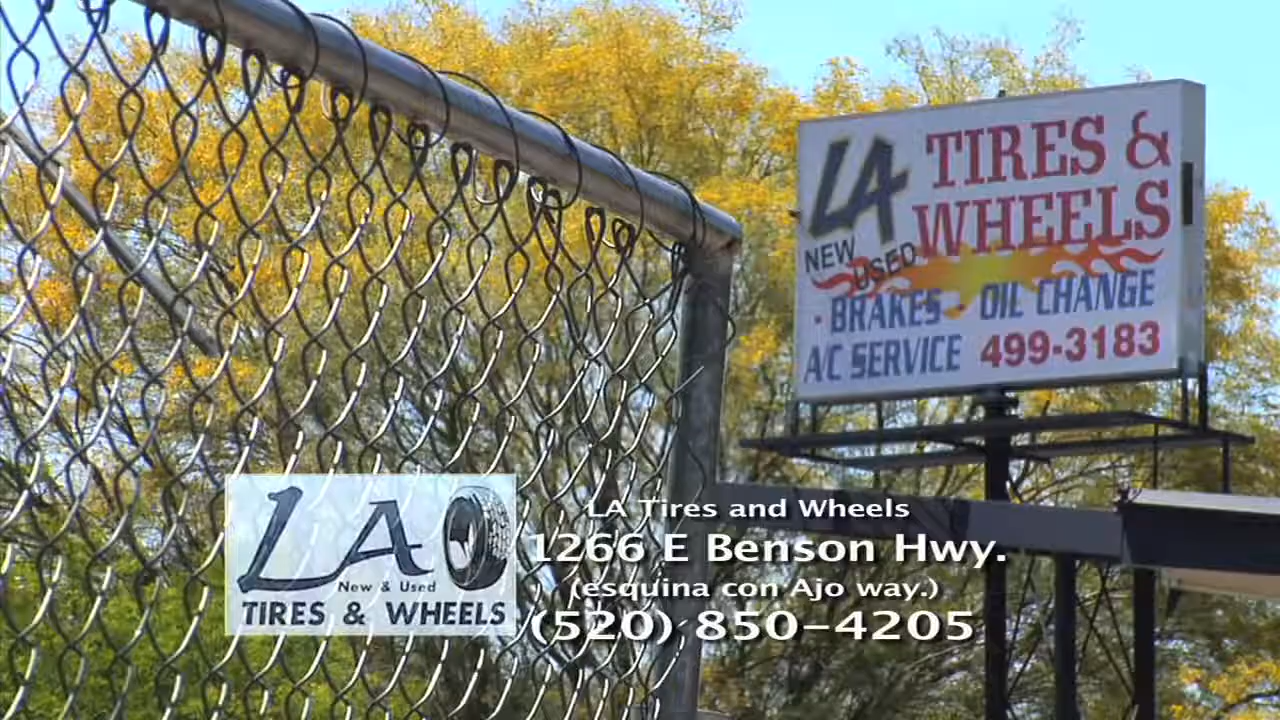 LA TIRES &
NEW USED WHEELS
· BRAKES · OIL CHANGE
A/C SERVICE 499-3183
LA
New & Used
TIRES & WHEELS
LA Tires and Wheels
1266 E Benson Hwy.
(esquina con Ajo way.)
(520) 850-4205